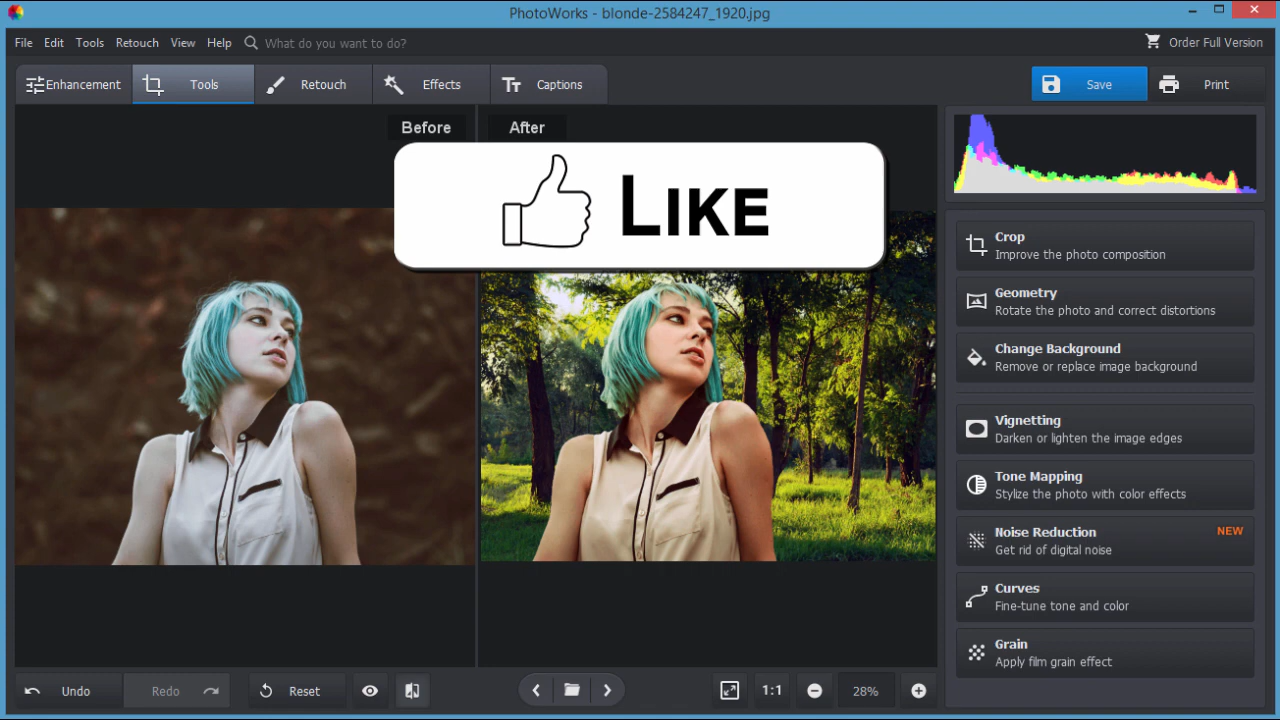 PhotoWorks - blonde-2584247_1920.jpg
File Edit Tools Retouch View Help What do you want to do? Order Full Version
Enhancement Tools Retouch Effects Captions Save Print
Before After
LIKE
Crop
Improve the photo composition
Geometry
Rotate the photo and correct distortions
Change Background
Remove or replace image background
Vignetting
Darken or lighten the image edges
Tone Mapping
Stylize the photo with color effects
Noise Reduction NEW
Get rid of digital noise
Curves
Fine-tune tone and color
Grain
Apply film grain effect
Undo Redo Reset 1:1 28%